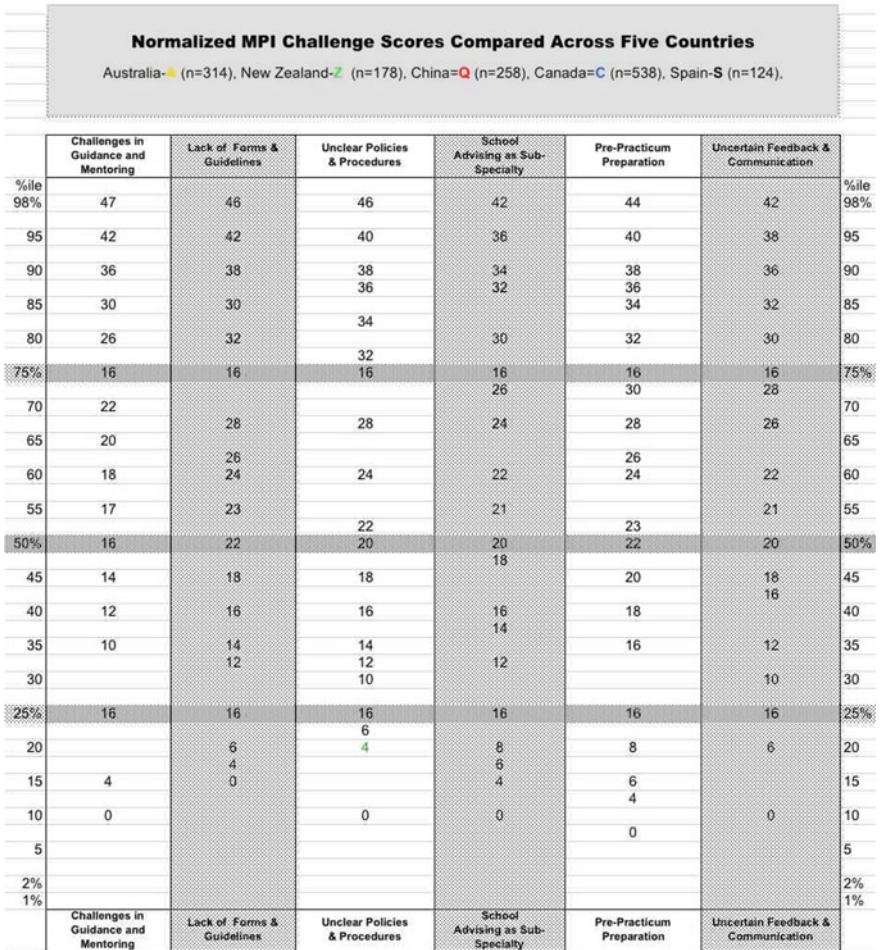 Normalized MPI Challenge Scores Compared Across Five Countries
Australia-A (n=314), New Zealand-Z (n=178), China=Q (n=258), Canada=C (n=538), Spain-S (n=124),
Challenges in Guidance and Mentoring Lack of Forms & Guidelines Unclear Policies & Procedures School Advising as Sub-Specialty Pre-Practicum Preparation Uncertain Feedback & Communication
%ile %ile
98% 47 46 46 42 44 42 98%
95 42 42 40 36 40 38 95
90 36 38 38 34 38 36 90
36 32 36
85 30 30 34 32 85
34
80 26 32 30 32 30 80
32
75% 16 16 16 16 16 16 75%
26 30 28
70 22 70
28 28 24 28 26
65 20 65
26 26
60 18 24 24 22 24 22 60
55 17 23 21 21 55
22 23
50% 16 22 20 20 22 20 50%
18
45 14 18 18 20 18 45
16
40 12 16 16 16 18 40
14
35 10 14 14 16 12 35
12 12 12
30 10 10 30
25% 16 16 16 16 16 16 25%
6
20 6 4 8 8 6 20
4 6
15 4 0 4 6 15
4
10 0 0 0 0 10
0
5 5
2% 2%
1% 1%
Challenges in Guidance and Mentoring Lack of Forms & Guidelines Unclear Policies & Procedures School Advising as Sub-Specialty Pre-Practicum Preparation Uncertain Feedback & Communication